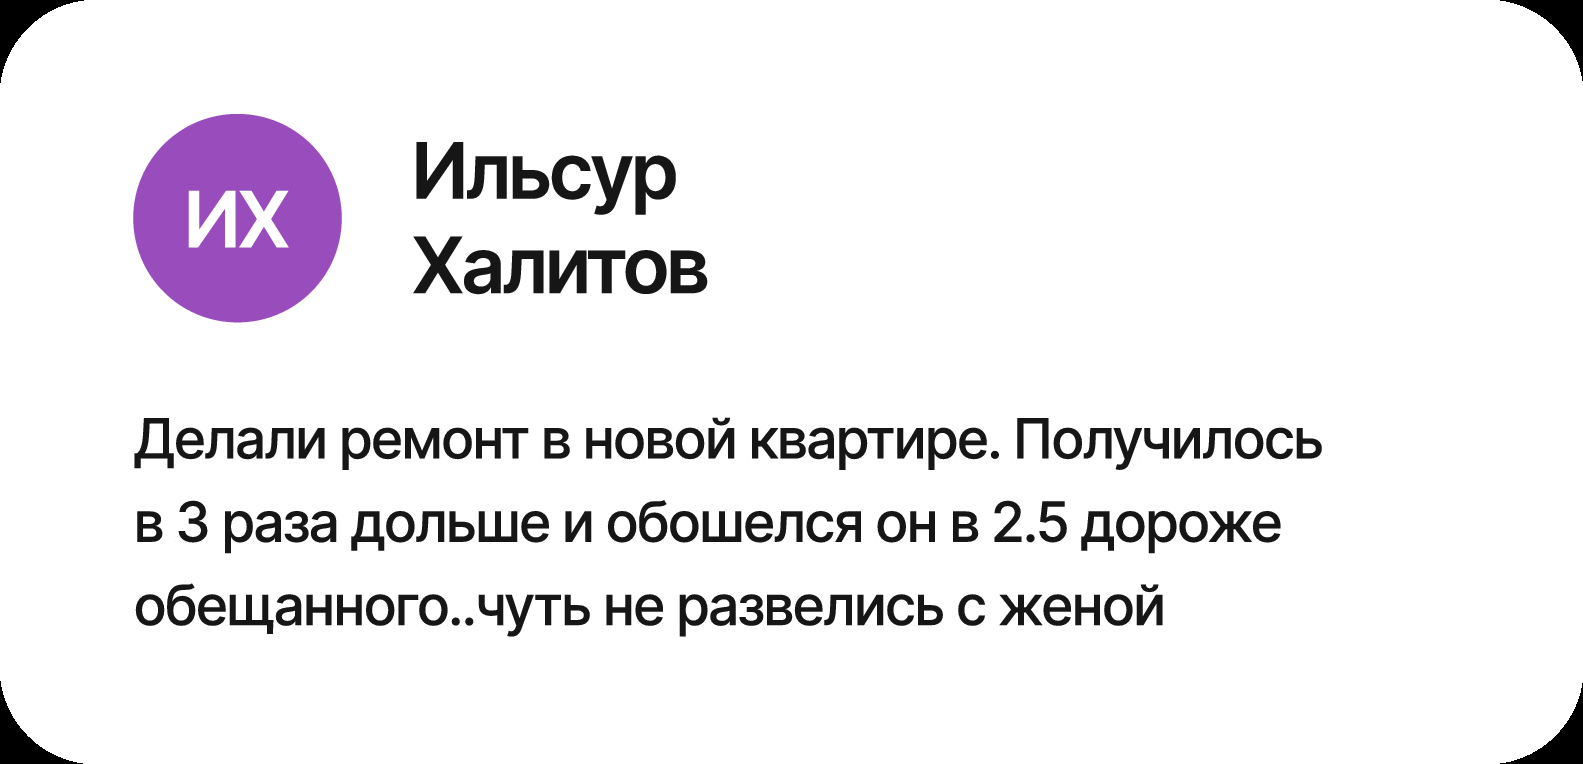 ИХ
Ильсур
Халитов
Делали ремонт в новой квартире. Получилось
в 3 раза дольше и обошелся он в 2.5 дороже
обещанного..чуть не развелись с женой